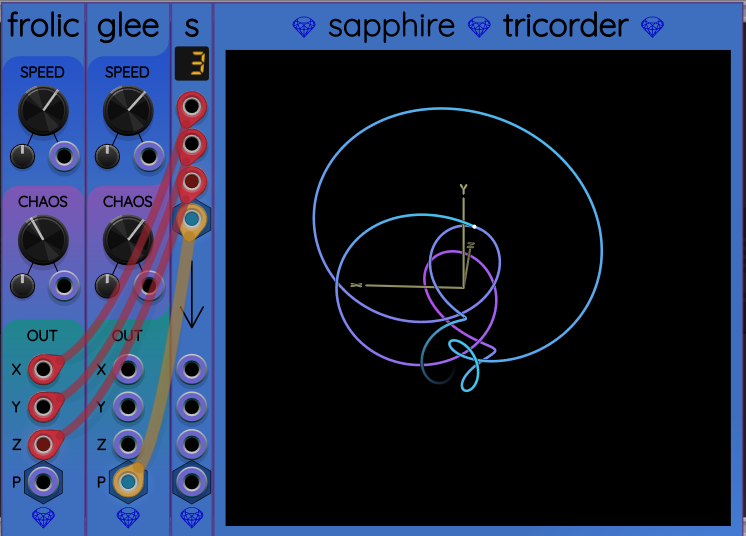 frolic
glee
s
sapphire tricorder
3
SPEED
SPEED
CHAOS
CHAOS
OUT
OUT
X
X
Y
Y
Z
Z
P
P
Y
Z
X